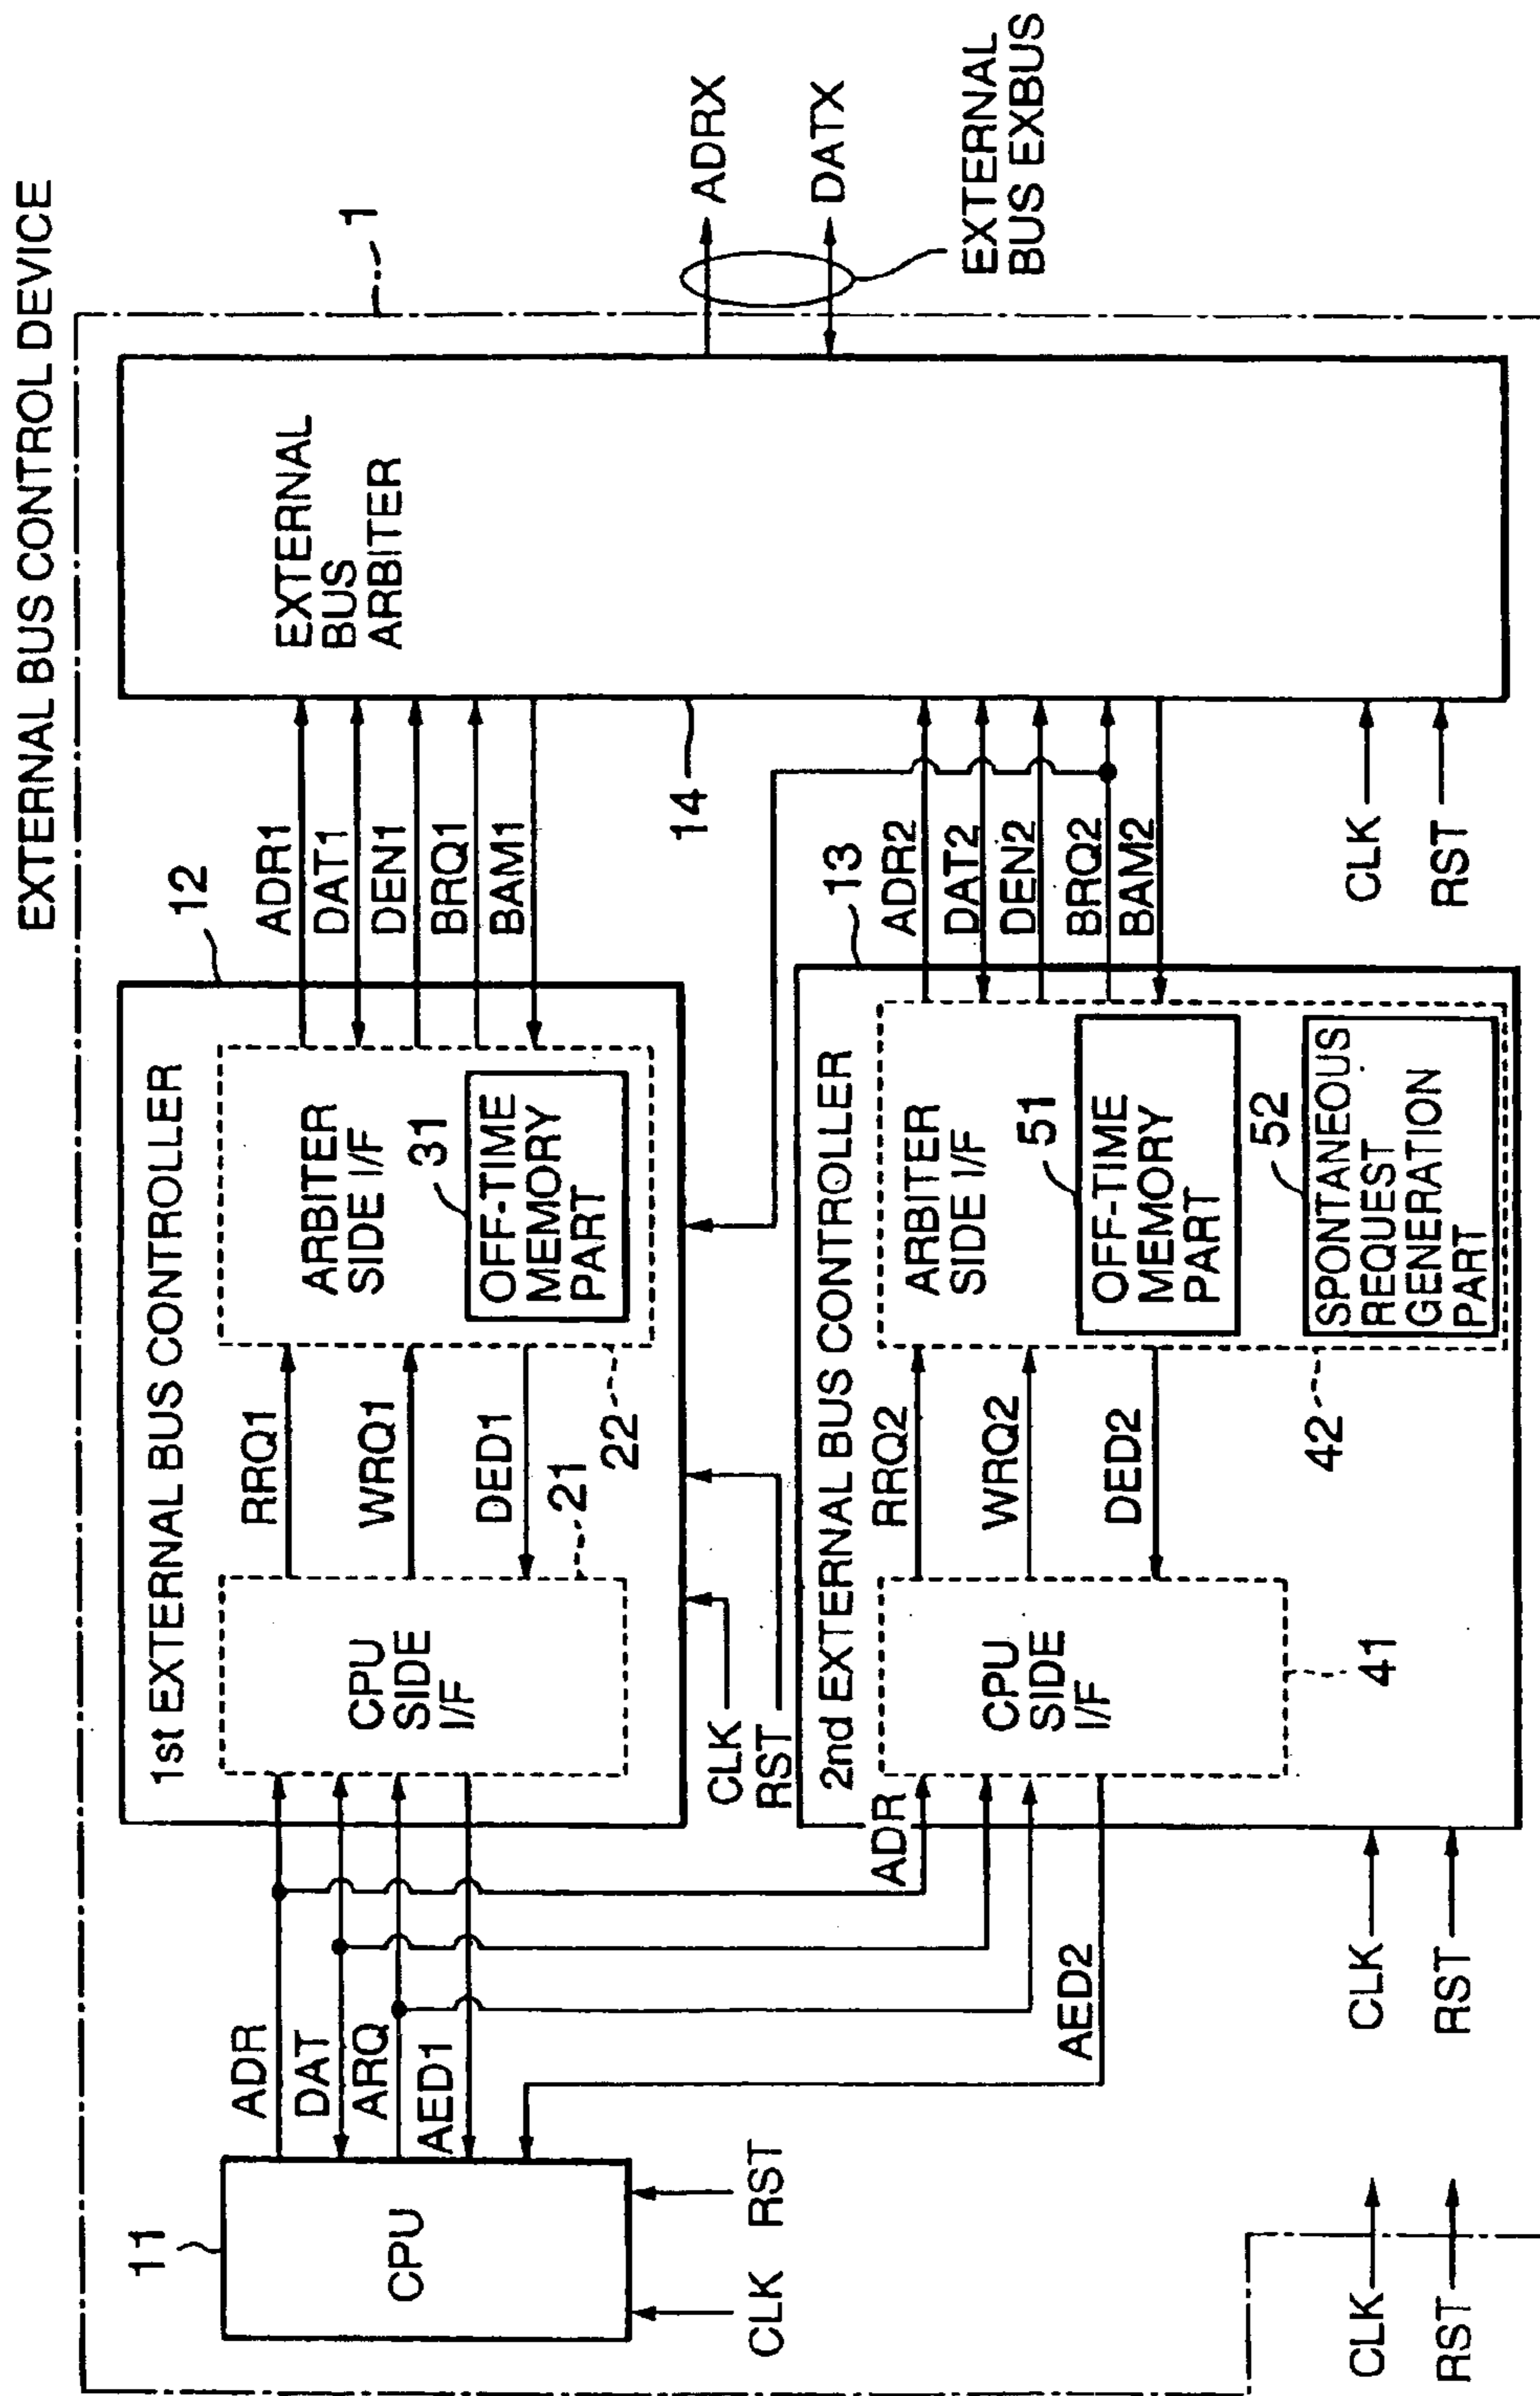 EXTERNAL BUS CONTROL DEVICE
1
11
CPU
CLK
RST
ADR
DAT
ARQ
AED1
AED2
12
1st EXTERNAL BUS CONTROLLER
CPU
SIDE
I/F
21
RRQ1
WRQ1
DED1
22
ARBITER
SIDE I/F
31
OFF-TIME
MEMORY
PART
CLK
RST
ADR1
DAT1
DEN1
BRQ1
BAM1
14
EXTERNAL
BUS
ARBITER
ADRX
DATX
EXTERNAL
BUS EXBUS
13
2nd EXTERNAL BUS CONTROLLER
ADR
CPU
SIDE
I/F
41
RRQ2
WRQ2
DED2
42
ARBITER
SIDE I/F
51
OFF-TIME
MEMORY
PART
52
SPONTANEOUS
REQUEST
GENERATION
PART
ADR2
DAT2
DEN2
BRQ2
BAM2
CLK
RST
CLK
RST
CLK
RST